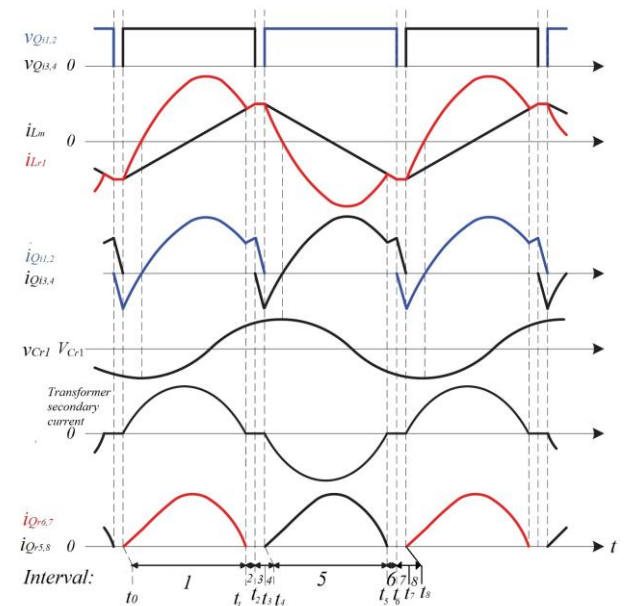 vQi1,2
vQi3,4 0
iLm 0
iLr1
iQi1,2
iQi3,4
vCr1 VCr1
Transformer
secondary
current
0
iQr6,7
iQr5,8 0
t
Interval: 1 2 3 4 5 6 7 8
t0 t1 t2 t3 t4 t5 t6 t7 t8